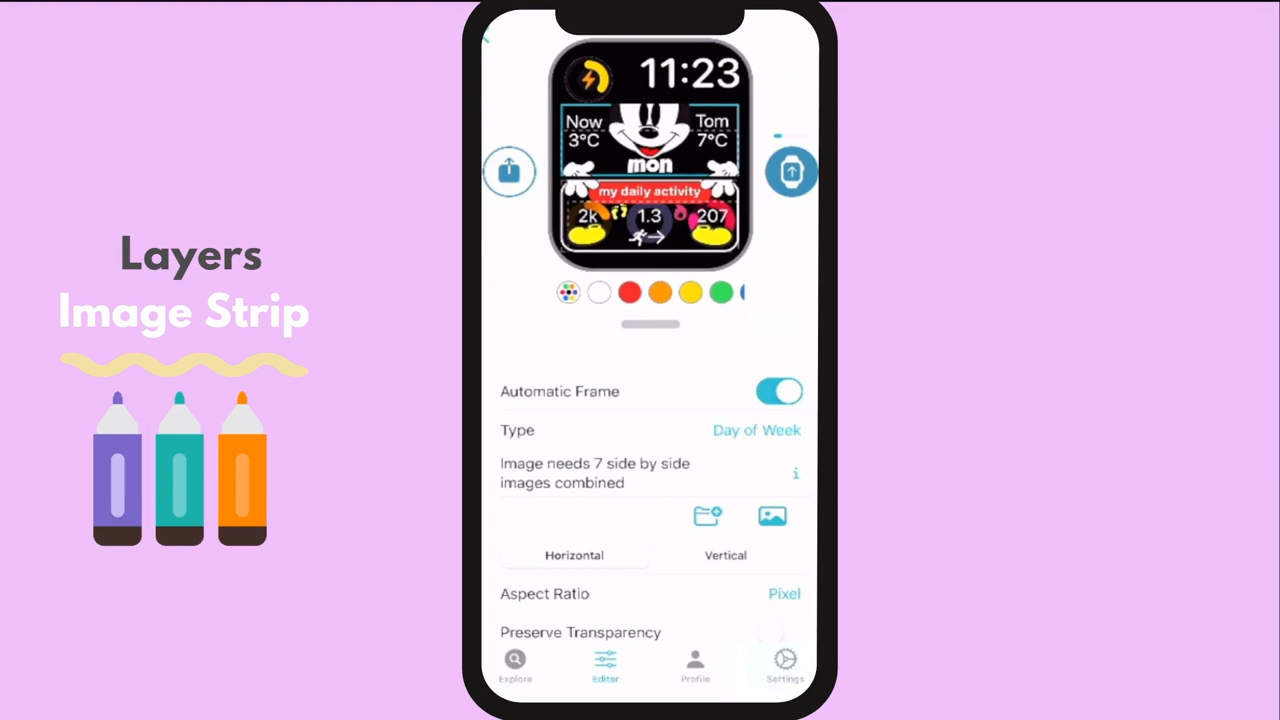 Layers
Image Strip
11:23
Now
Tom
3°C
7°C
mon
my daily activity
2k
1.3
207
Automatic Frame
Type
Day of Week
Image needs 7 side by side
images combined
i
Horizontal
Vertical
Aspect Ratio
Pixel
Preserve Transparency
Explore
Editor
Profile
Settings